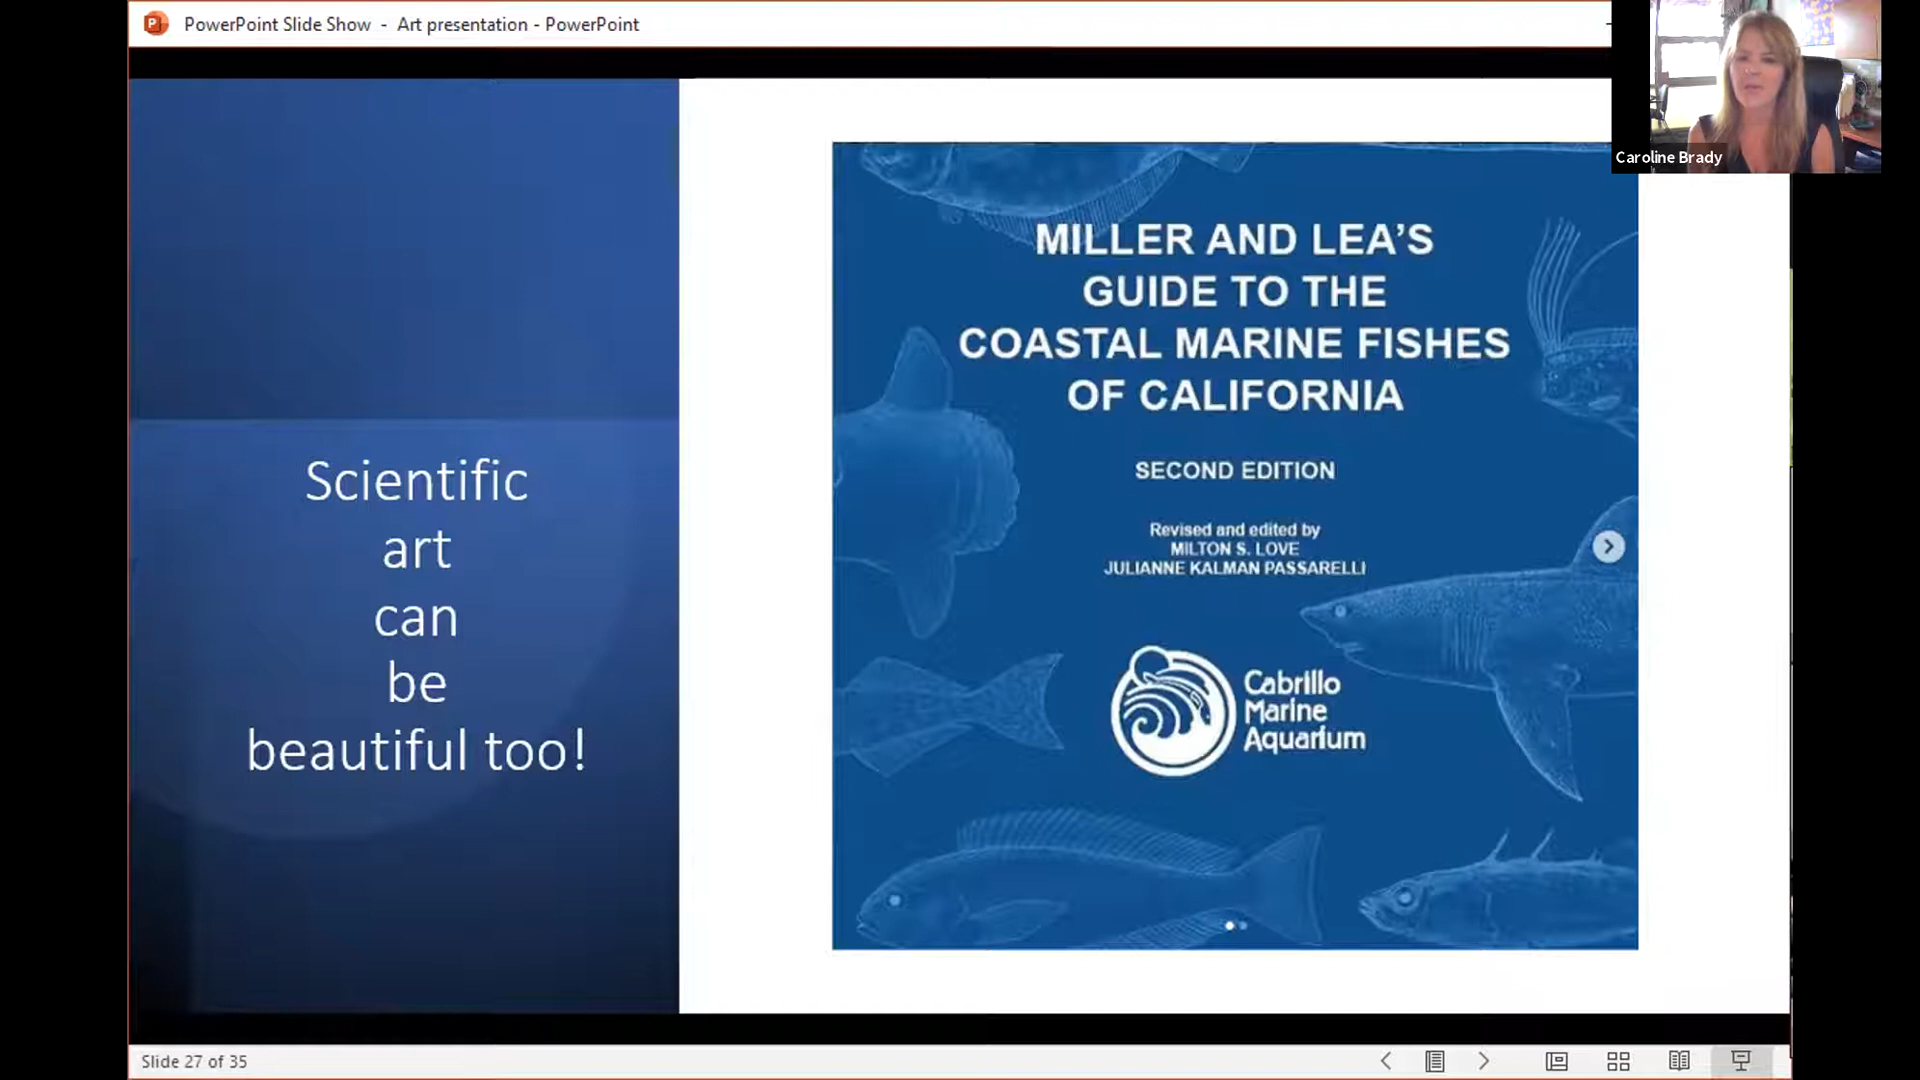 PowerPoint Slide Show - Art presentation - PowerPoint
Caroline Brady
Scientific
art
can
be
beautiful too!
MILLER AND LEA'S
GUIDE TO THE
COASTAL MARINE FISHES
OF CALIFORNIA
SECOND EDITION
Revised and edited by
MILTON S. LOVE
JULIANNE KALMAN PASSARELLI
Cabrillo
Marine
Aquarium
Slide 27 of 35